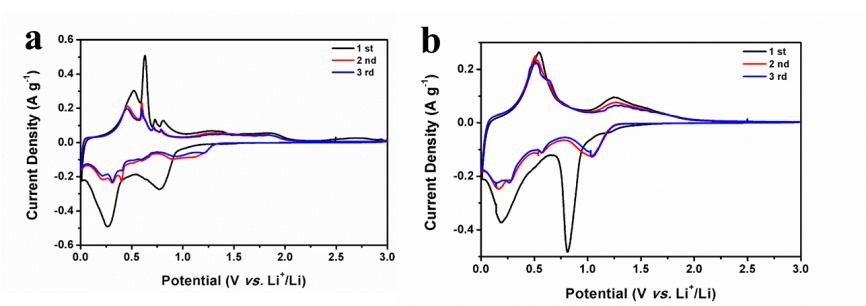 a
0.6
0.4
0.2
0.0
-0.2
-0.4
-0.6
Current Density (A g⁻¹)
1 st
2 nd
3 rd
0.0 0.5 1.0 1.5 2.0 2.5 3.0
Potential (V vs. Li⁺/Li)
b
0.2
0.0
-0.2
-0.4
Current Density (A g⁻¹)
1 st
2 nd
3 rd
0.0 0.5 1.0 1.5 2.0 2.5 3.0
Potential (V vs. Li⁺/Li)